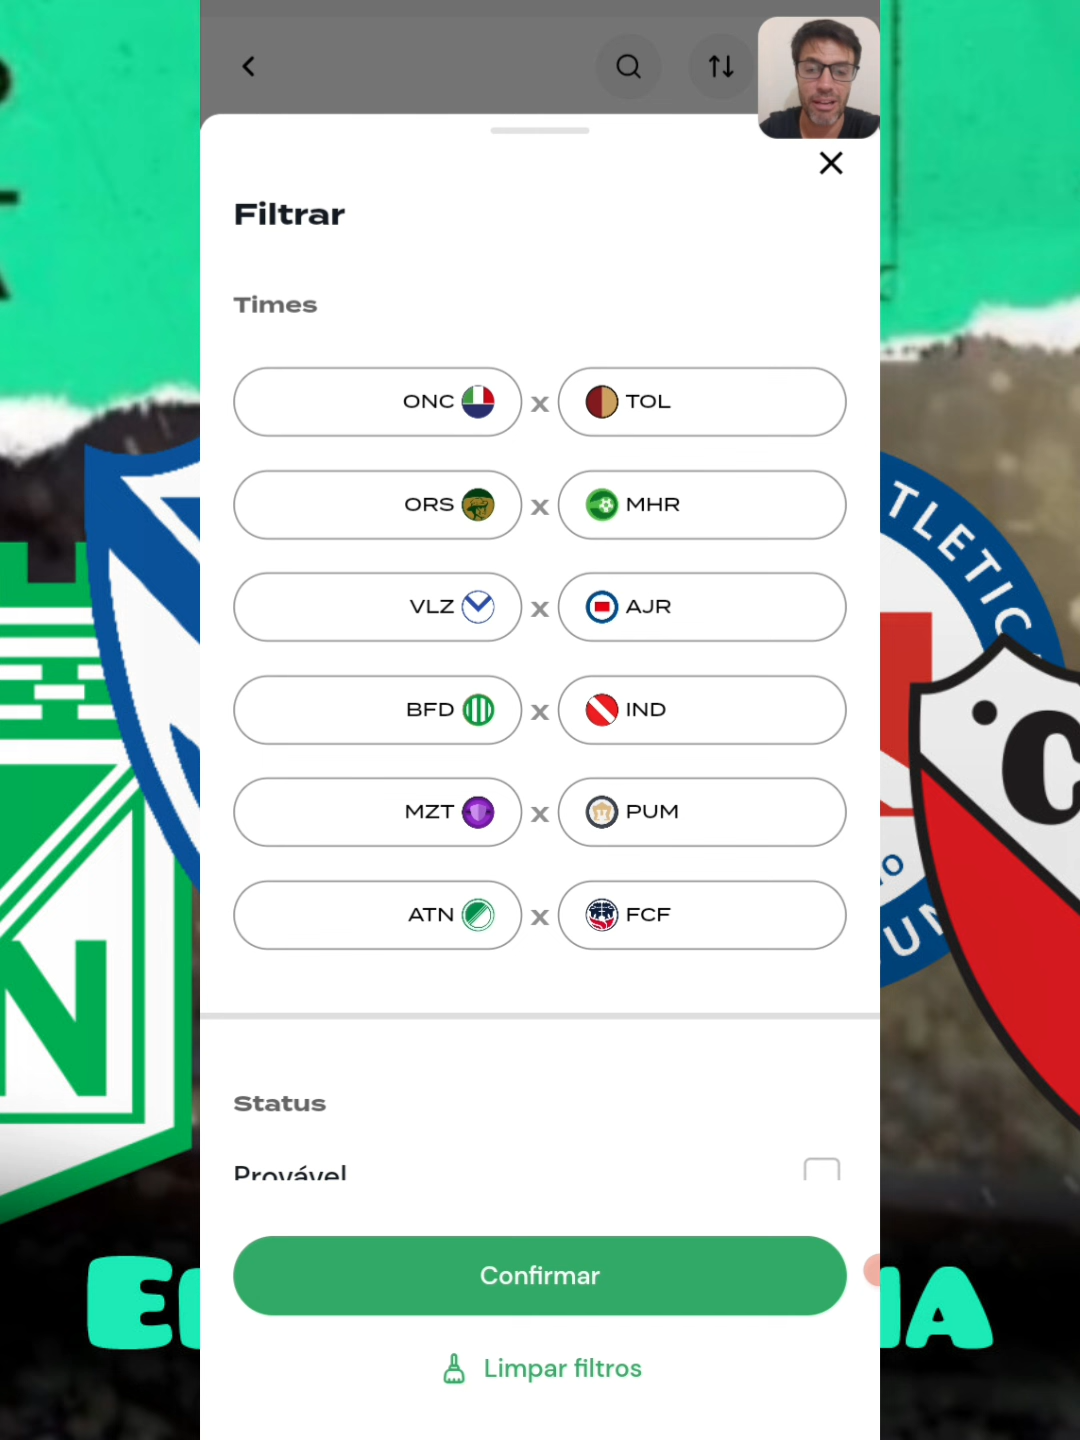 Filtrar
Times
ONC x TOL
ORS x MHR
VLZ x AJR
BFD x IND
MZT x PUM
ATN x FCF
Status
Provável
Confirmar
Limpar filtros